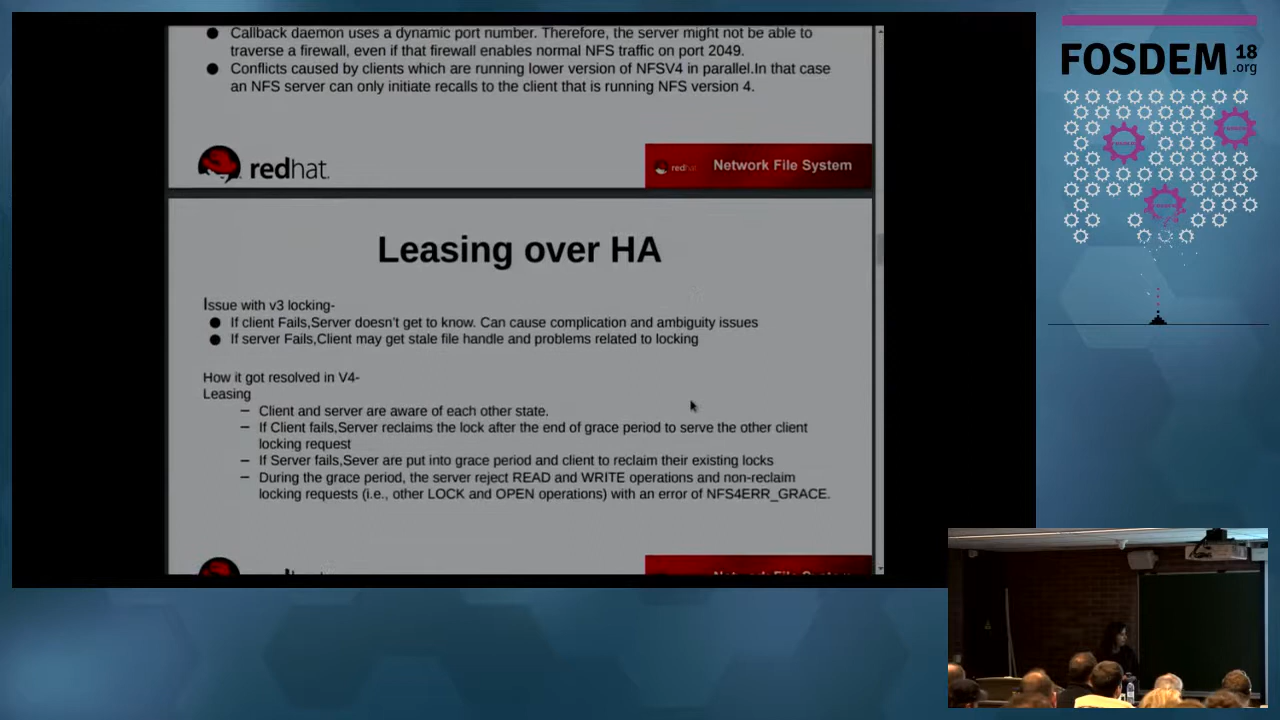 Callback daemon uses a dynamic port number. Therefore, the server might not be able to
traverse a firewall, even if that firewall enables normal NFS traffic on port 2049.
Conflicts caused by clients which are running lower version of NFSV4 in parallel.In that case
an NFS server can only initiate recalls to the client that is running NFS version 4.
redhat.
redhat
Network File System
Leasing over HA
Issue with v3 locking-
If client Fails,Server doesn't get to know. Can cause complication and ambiguity issues
If server Fails,Client may get stale file handle and problems related to locking
How it got resolved in V4-
Leasing
– Client and server are aware of each other state.
– If Client fails,Server reclaims the lock after the end of grace period to serve the other client
locking request
– If Server fails,Sever are put into grace period and client to reclaim their existing locks
– During the grace period, the server reject READ and WRITE operations and non-reclaim
locking requests (i.e., other LOCK and OPEN operations) with an error of NFS4ERR_GRACE.
Network File System
FOSDEM 18
.org